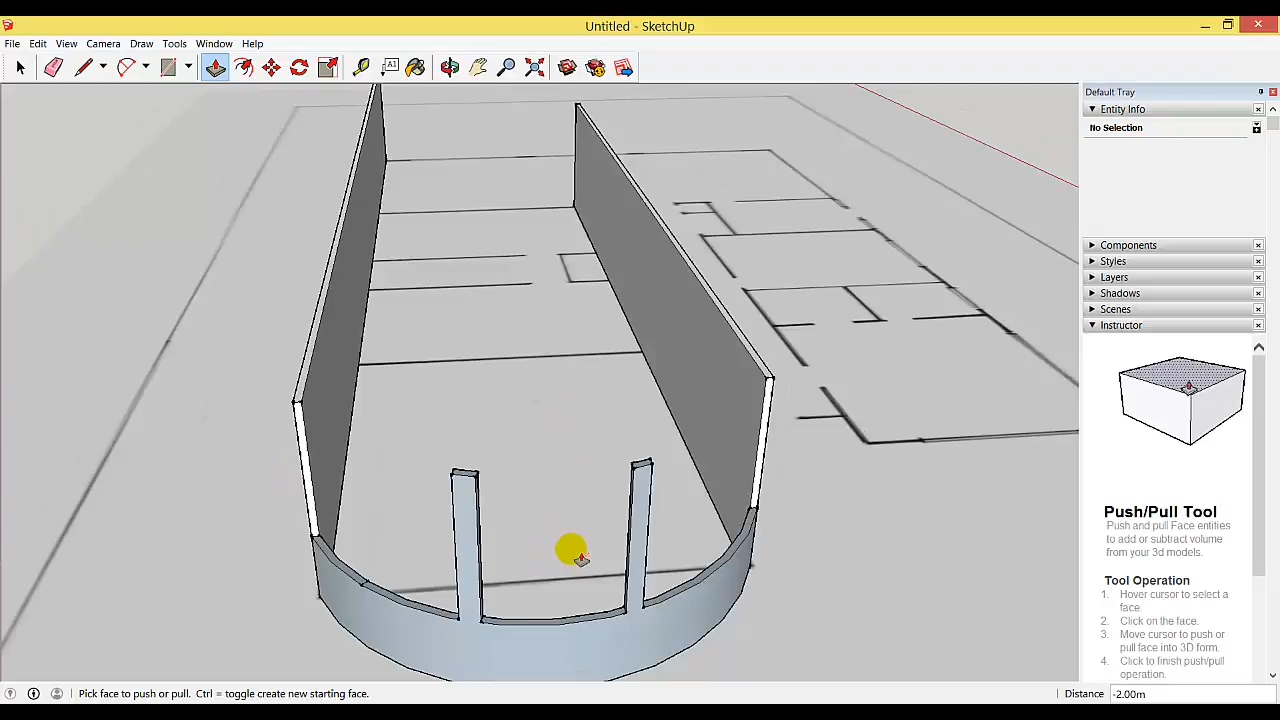 Untitled - SketchUp
File Edit View Camera Draw Tools Window Help
A1
Default Tray
Entity Info
No Selection
Components
Styles
Layers
Shadows
Scenes
Instructor
Push/Pull Tool
Push and pull Face entities
to add or subtract volume
from your 3d models.
Tool Operation
1. Hover cursor to select a
face.
2. Click on the face.
3. Move cursor to push or
pull face into 3D form.
4. Click to finish push/pull
operation.
Pick face to push or pull. Ctrl = toggle create new starting face.
Distance -2.00m